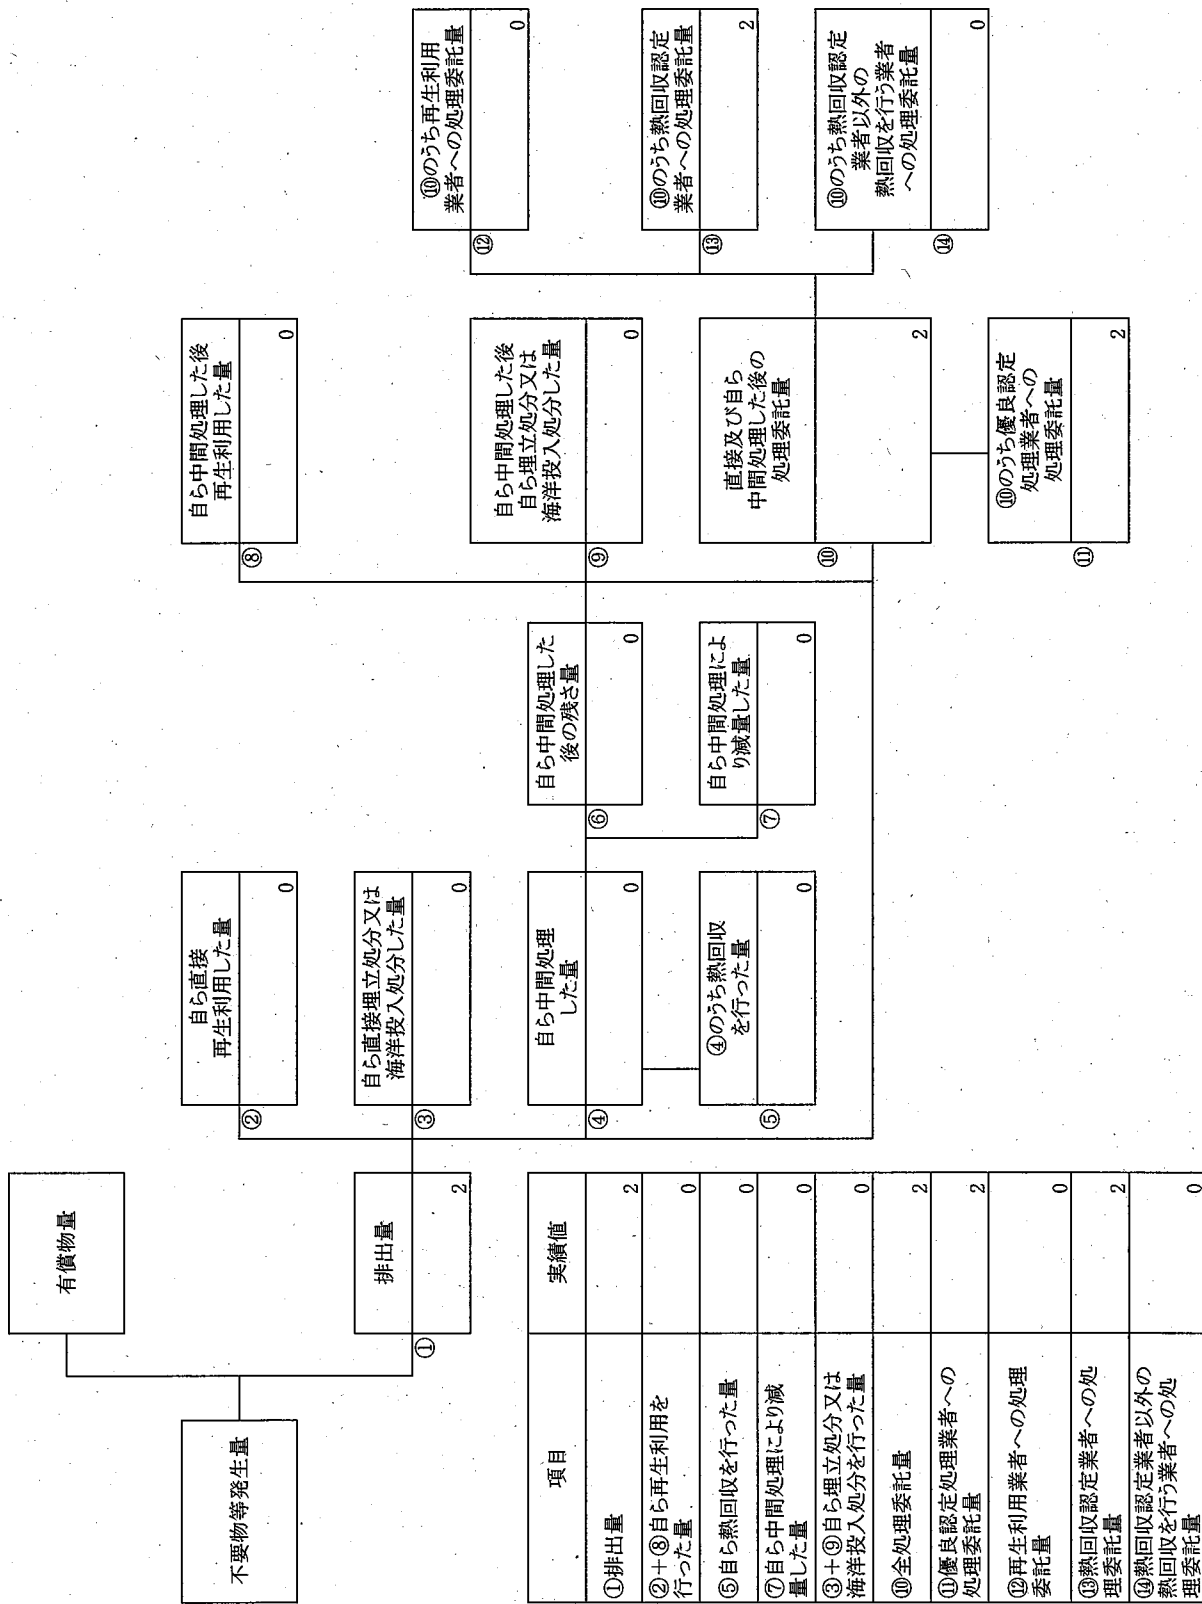 不要物等発生量
有償物量
排出量
①
2
自ら直接
再生利用した量
②
0
自ら直接埋立処分又は
海洋投入処分した量
③
0
自ら中間処理
した量
④
0
④のうち熱回収
を行った量
⑤
0
自ら中間処理した
後の残さ量
⑥
0
自ら中間処理によ
り減量した量
⑦
0
自ら中間処理した後
再生利用した量
⑧
0
自ら中間処理した後
自ら埋立処分又は
海洋投入処分した量
⑨
0
直接及び自ら
中間処理した後の
処理委託量
⑩
2
⑩のうち優良認定
処理業者への
処理委託量
⑪
2
⑩のうち再生利用
業者への処理委託量
⑫
0
⑩のうち熱回収認定
業者への処理委託量
⑬
2
⑩のうち熱回収認定
業者以外の
熱回収を行う業者
への処理委託量
⑭
0
項目 実績値
①排出量 2
②+⑧自ら再生利用を
行った量 0
⑤自ら熱回収を行った量 0
⑦自ら中間処理により減
量した量 0
③+⑨自ら埋立処分又は
海洋投入処分を行った量 0
⑩全処理委託量 2
⑪優良認定処理業者への
処理委託量 2
⑫再生利用業者への処理
委託量 0
⑬熱回収認定業者への処
理委託量 2
⑭熱回収認定業者以外の
熱回収を行う業者への処
理委託量 0